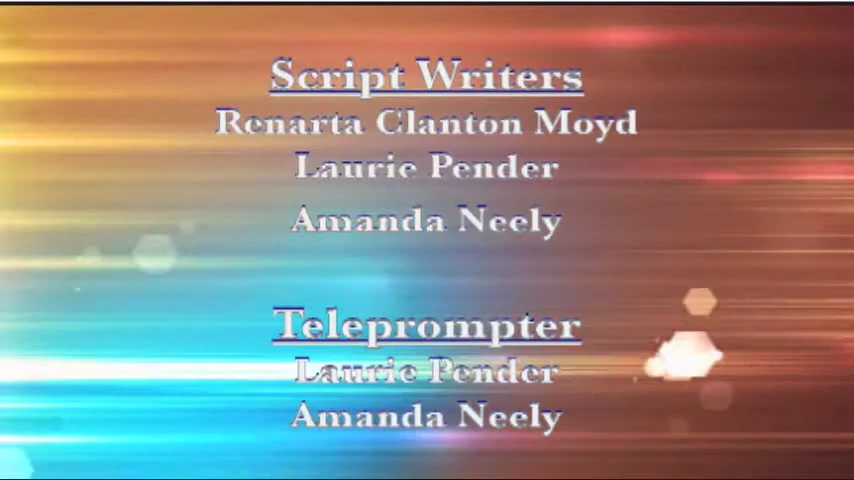 Script Writers
Renarta Clanton Moyd
Laurie Pender
Amanda Neely
Teleprompter
Laurie Pender
Amanda Neely